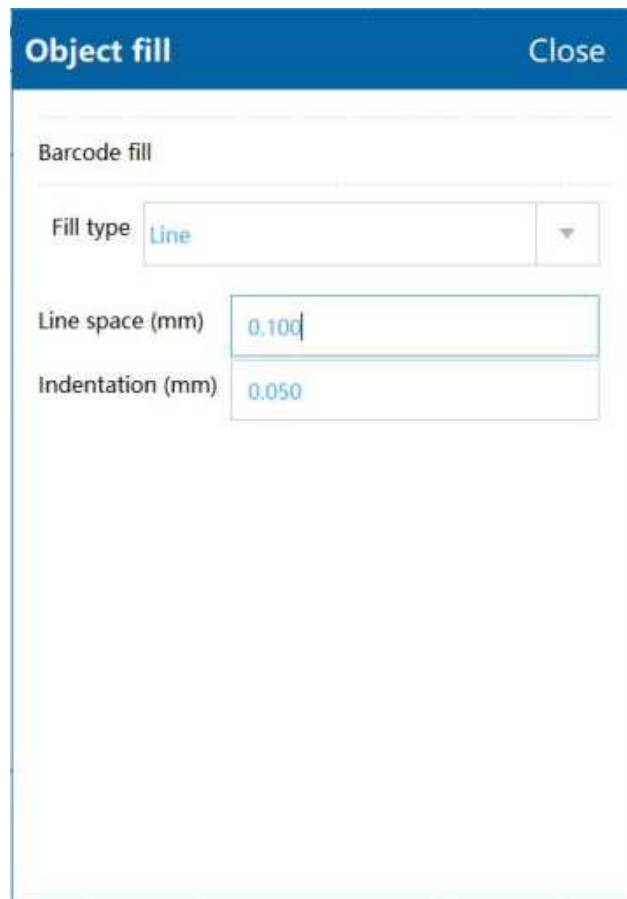 Object fill Close
Barcode fill
Fill type Line
Line space (mm) 0.100
Indentation (mm) 0.050